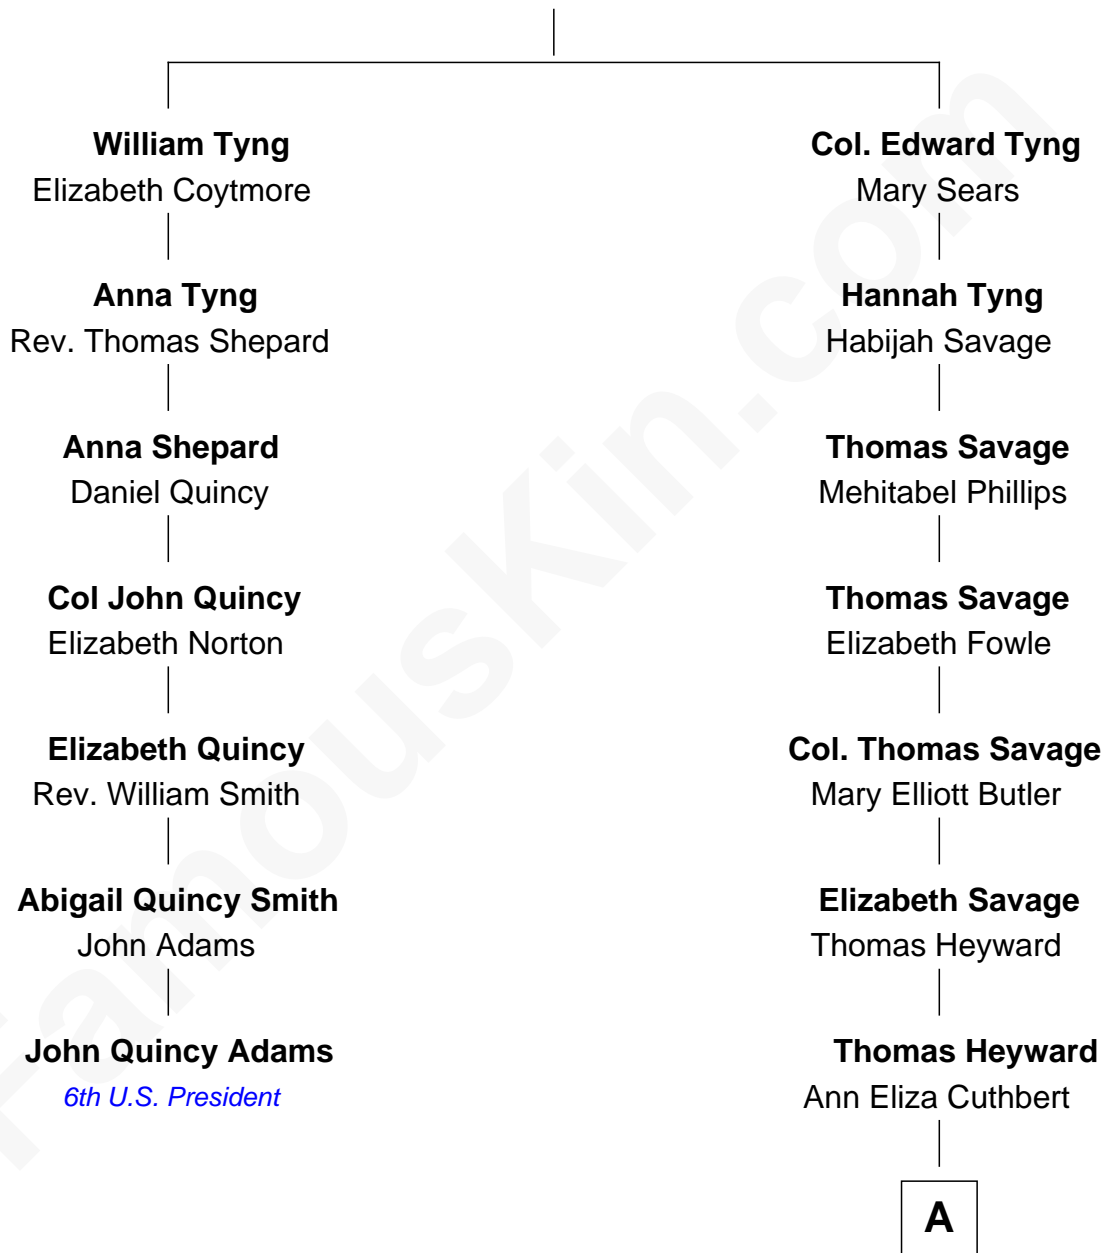 William Tyng
Elizabeth Coytmore
Anna Tyng
Rev. Thomas Shepard
Anna Shepard
Daniel Quincy
Col John Quincy
Elizabeth Norton
Elizabeth Quincy
Rev. William Smith
Abigail Quincy Smith
John Adams
John Quincy Adams
6th U.S. President
Col. Edward Tyng
Mary Sears
Hannah Tyng
Habijah Savage
Thomas Savage
Mehitabel Phillips
Thomas Savage
Elizabeth Fowle
Col. Thomas Savage
Mary Elliott Butler
Elizabeth Savage
Thomas Heyward
Thomas Heyward
Ann Eliza Cuthbert
A
FamousKin.com